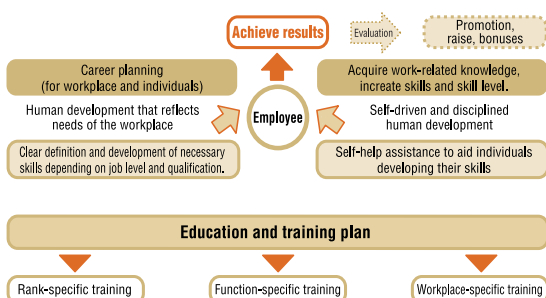 Achieve results
Evaluation
Promotion,
raise, bonuses
Career planning
(for workplace and individuals)
Acquire work-related knowledge,
increate skills and skill level.
Human development that reflects
needs of the workplace
Employee
Self-driven and disciplined
human development
Clear definition and development of necessary
skills depending on job level and qualification.
Self-help assistance to aid individuals
developing their skills
Education and training plan
Rank-specific training
Function-specific training
Workplace-specific training